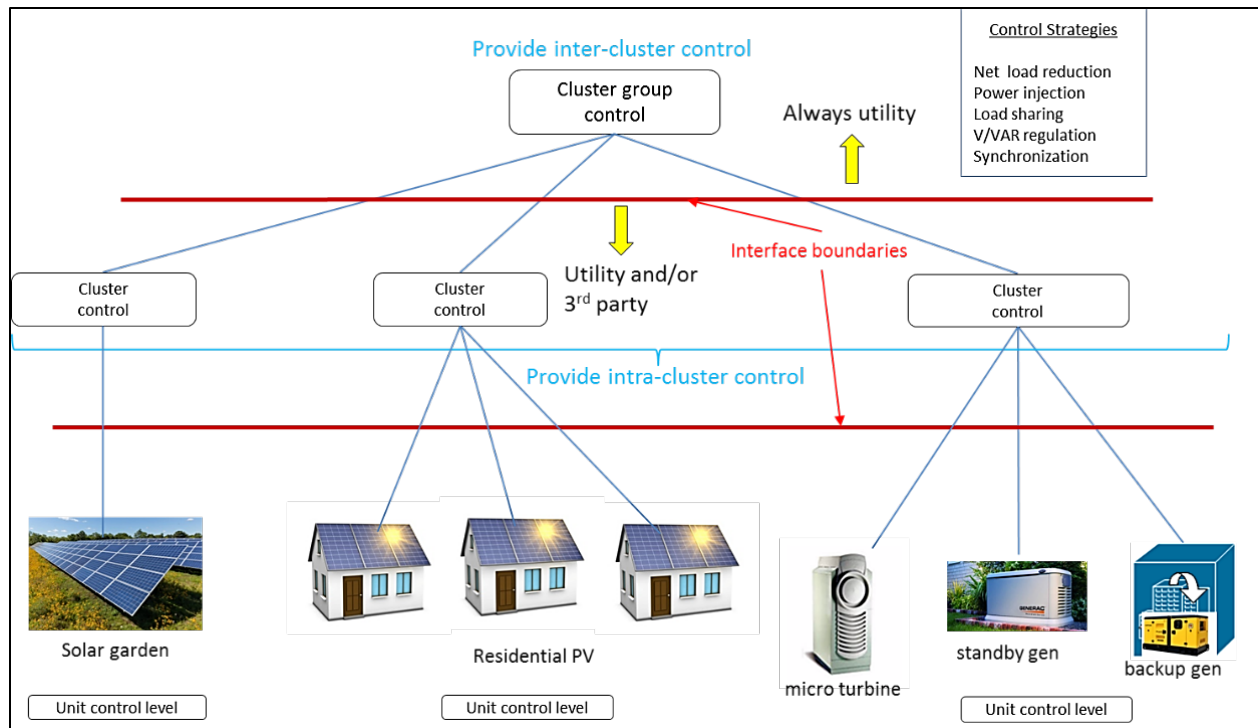 Provide inter-cluster control
Cluster group
control
Control Strategies
Net load reduction
Power injection
Load sharing
V/VAR regulation
Synchronization
Always utility
Utility and/or
3rd party
Interface boundaries
Cluster
control
Cluster
control
Cluster
control
Provide intra-cluster control
Solar garden
Residential PV
micro turbine
GENERAC
standby gen
backup gen
Unit control level
Unit control level
Unit control level